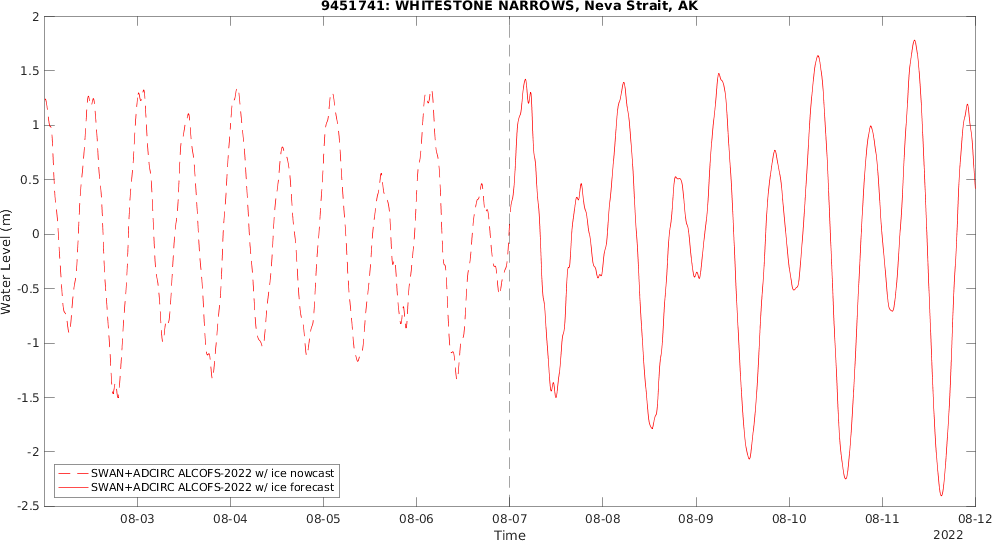 9451741: WHITESTONE NARROWS, Neva Strait, AK
2
1.5
1
0.5
0
-0.5
-1
-1.5
-2
-2.5
Water Level (m)
SWAN+ADCIRC ALCOFS-2022 w/ ice nowcast
SWAN+ADCIRC ALCOFS-2022 w/ ice forecast
08-03 08-04 08-05 08-06 08-07 08-08 08-09 08-10 08-11 08-12
Time
2022